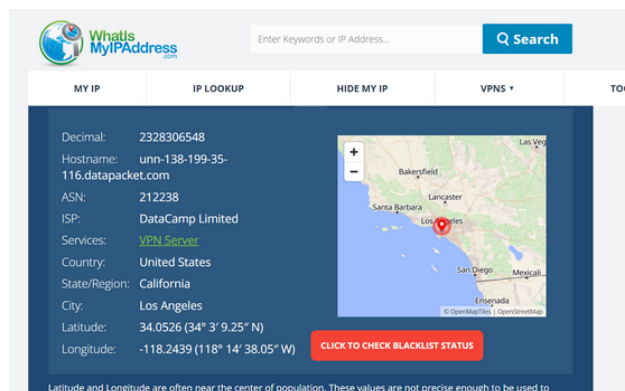 WhatIs
MyIPAddress
.com
Enter Keywords or IP Address...
Search
MY IP
IP LOOKUP
HIDE MY IP
VPNS
TOO
Decimal: 2328306548
Hostname: unn-138-199-35-
116.datapacket.com
ASN: 212238
ISP: DataCamp Limited
Services: VPN Server
Country: United States
State/Region: California
City: Los Angeles
Latitude: 34.0526 (34° 3′ 9.25″ N)
Longitude: -118.2439 (118° 14′ 38.05″ W)
+
−
Las Veg
Bakersfield
Lancaster
Santa Barbara
Los Angeles
San Diego
Mexicali
Ensenada
© OpenMapTiles | OpenStreetMap
CLICK TO CHECK BLACKLIST STATUS
Latitude and Longitude are often near the center of population. These values are not precise enough to be used to